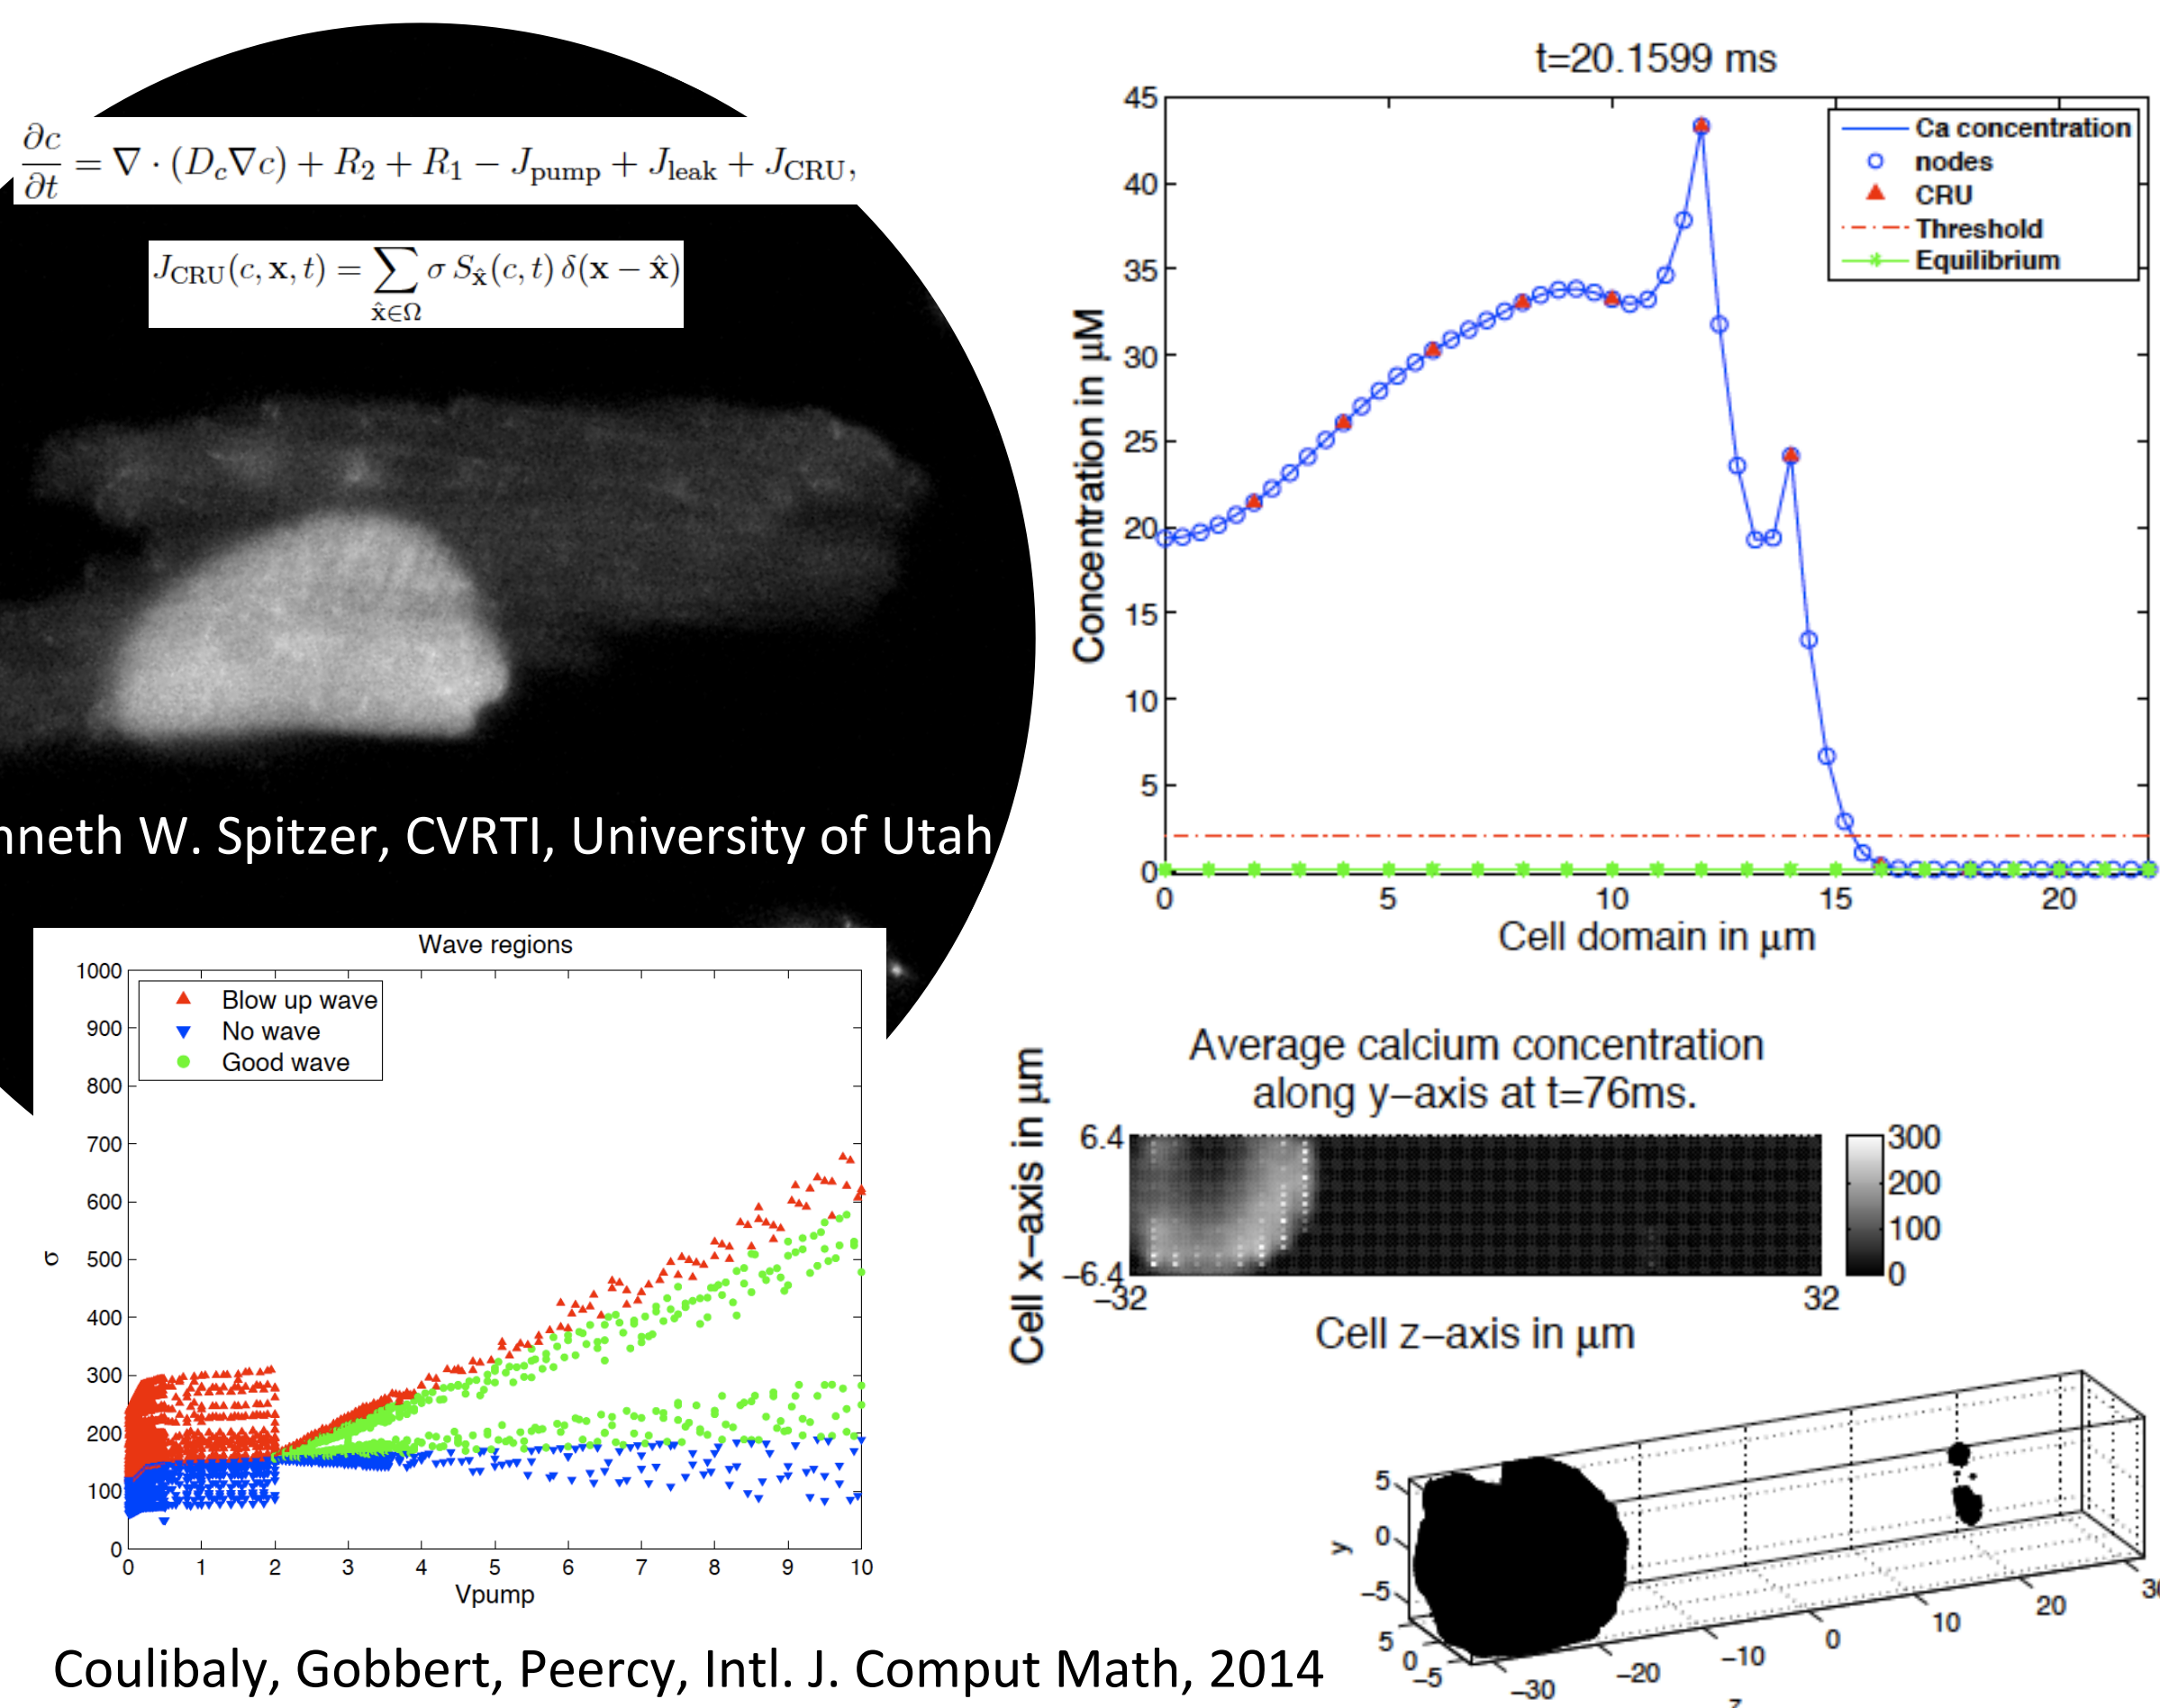 ∂c/∂t = ∇ · (D_c∇c) + R_2 + R_1 − J_pump + J_leak + J_CRU,
J_CRU(c, x, t) = ∑_{x̂∈Ω} σ S_x̂(c, t) δ(x − x̂)
W. Spitzer, CVRTI, University of Utah
Wave regions
Blow up wave
No wave
Good wave
1000
900
800
700
600
500
400
300
200
100
0
σ
0 1 2 3 4 5 6 7 8 9 10
Vpump
Coulibaly, Gobbert, Peercy, Intl. J. Comput Math, 2014
t=20.1599 ms
Ca concentration
nodes
CRU
Threshold
Equilibrium
45
40
35
30
25
20
15
10
5
0
Concentration in μM
0 5 10 15 20
Cell domain in μm
Average calcium concentration
along y−axis at t=76ms.
Cell x−axis in μm
6.4
−6.4
−32 32
Cell z−axis in μm
300
200
100
0
5
0
−5
y
5
0
−5
−30 −20 −10 0 10 20